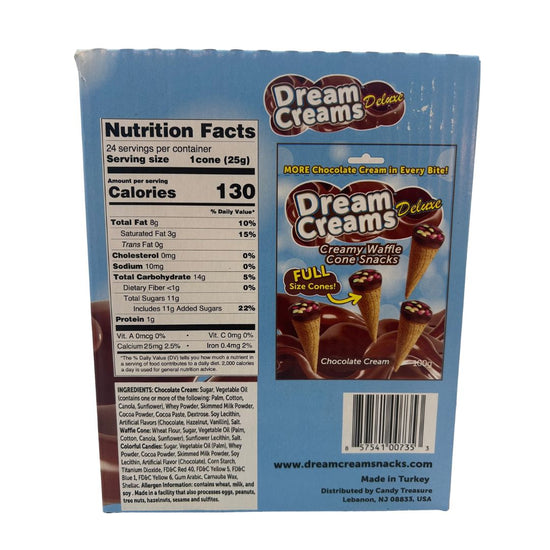 Dream
Creams
Deluxe
Nutrition Facts
24 servings per container
Serving size 1cone (25g)
Amount per serving
Calories 130
% Daily Value*
Total Fat 8g 10%
Saturated Fat 3g 15%
Trans Fat 0g
Cholesterol 0mg 0%
Sodium 10mg 0%
Total Carbohydrate 14g 5%
Dietary Fiber <1g 0%
Total Sugars 11g
Includes 11g Added Sugars 22%
Protein 1g
Vit. A 0mcg 0% • Vit. C 0mg 0%
Calcium 25mg 2.5% • Iron 0.4mg 2%
*The % Daily Value (DV) tells you how much a nutrient in
a serving of food contributes to a daily diet. 2,000 calories
a day is used for general nutrition advice.
INGREDIENTS: Chocolate Cream: Sugar, Vegetable Oil
(contains one or more of the following: Palm, Cotton,
Canola, Sunflower), Whey Powder, Skimmed Milk Powder,
Cocoa Powder, Cocoa Paste, Dextrose, Soy Lecithin,
Artificial Flavors (Chocolate, Hazelnut, Vanillin), Salt.
Waffle Cone: Wheat Flour, Sugar, Vegetable Oil (Palm,
Cotton, Canola, Sunflower), Sunflower Lecithin, Salt.
Colorful Candies: Sugar, Vegetable Oil (Palm), Whey
Powder, Cocoa Powder, Skimmed Milk Powder, Soy
Lecithin, Artificial Flavor (Chocolate), Corn Starch,
Titanium Dioxide, FD&C Red 40, FD&C Yellow 5, FD&C
Blue 1, FD&C Yellow 6, Gum Arabic, Carnauba Wax,
Shellac. Allergen Information: contains wheat, milk, and
soy. Made in a facility that also processes eggs, peanuts,
tree nuts, hazelnuts, sesame and sulfites.
MORE Chocolate Cream in Every Bite!
Dream
Creams
Deluxe
Creamy Waffle
Cone Snacks
FULL
Size Cones!
Chocolate Cream
100g
8 57541 00735 3
www.dreamcreamsnacks.com
Made in Turkey
Distributed by Candy Treasure
Lebanon, NJ 08833, USA